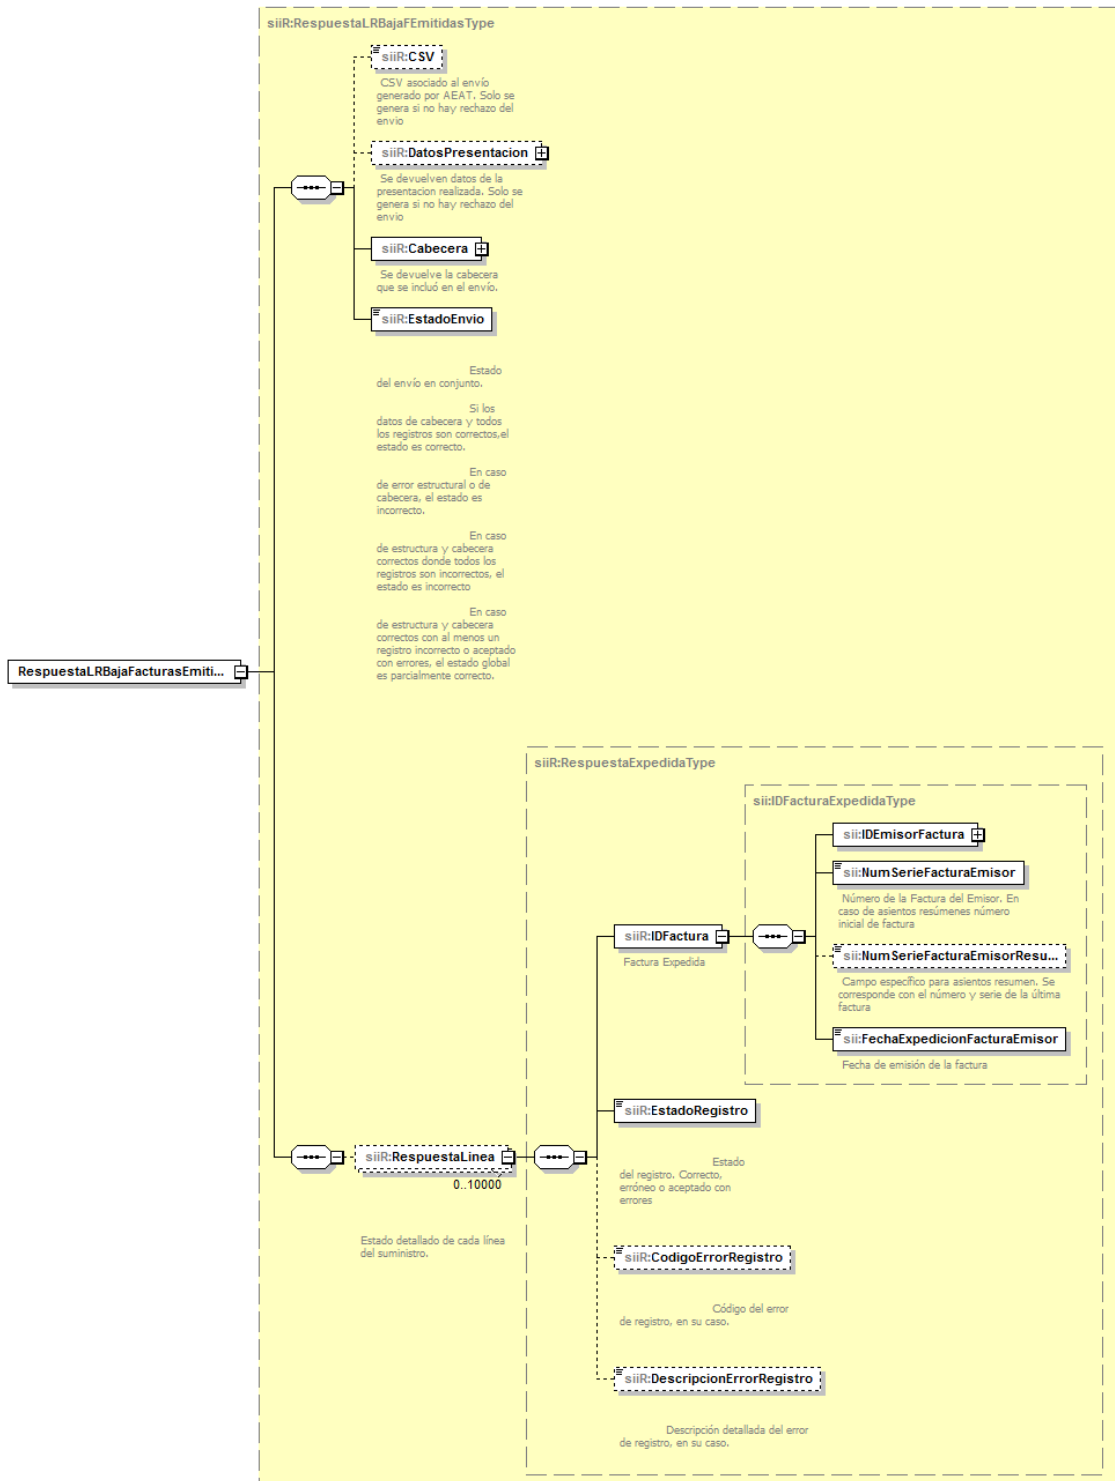 siiR:RespuestaLRBajaFEmitidasType
siiR:CSV
CSV asociado al envío
generado por AEAT. Solo se
genera si no hay rechazo del
envio
siiR:DatosPresentacion
Se devuelven datos de la
presentacion realizada. Solo se
genera si no hay rechazo del
envio
siiR:Cabecera
Se devuelve la cabecera
que se incluó en el envío.
siiR:EstadoEnvio
Estado
del envío en conjunto.
Si los
datos de cabecera y todos
los registros son correctos,el
estado es correcto.
En caso
de error estructural o de
cabecera, el estado es
incorrecto.
En caso
de estructura y cabecera
correctos donde todos los
registros son incorrectos, el
estado es incorrecto
En caso
de estructura y cabecera
correctos con al menos un
registro incorrecto o aceptado
con errores, el estado global
es parcialmente correcto.
RespuestaLRBajaFacturasEmiti...
siiR:RespuestaExpedidaType
sii:IDFacturaExpedidaType
sii:IDEmisorFactura
sii:NumSerieFacturaEmisor
Número de la Factura del Emisor. En
caso de asientos resúmenes número
inicial de factura
siiR:IDFactura
Factura Expedida
sii:NumSerieFacturaEmisorResu...
Campo específico para asientos resumen. Se
corresponde con el número y serie de la última
factura
sii:FechaExpedicionFacturaEmisor
Fecha de emisión de la factura
siiR:EstadoRegistro
Estado
del registro. Correcto,
erróneo o aceptado con
errores
siiR:RespuestaLinea
0..10000
Estado detallado de cada línea
del suministro.
siiR:CodigoErrorRegistro
Código del error
de registro, en su caso.
siiR:DescripcionErrorRegistro
Descripción detallada del error
de registro, en su caso.